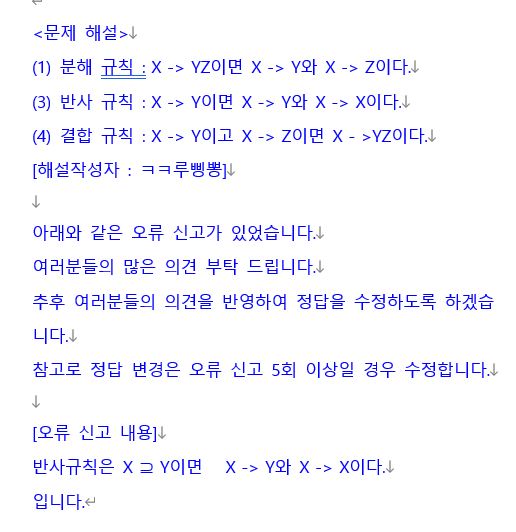 <문제 해설>↓
(1) 분해 규칙 : X -> YZ이면 X -> Y와 X -> Z이다.↓
(3) 반사 규칙 : X -> Y이면 X -> Y와 X -> X이다.↓
(4) 결합 규칙 : X -> Y이고 X -> Z이면 X - >YZ이다.↓
[해설작성자 : ㅋㅋ루삥뽕]↓
↓
아래와 같은 오류 신고가 있었습니다.↓
여러분들의 많은 의견 부탁 드립니다.↓
추후 여러분들의 의견을 반영하여 정답을 수정하도록 하겠습
니다.↓
참고로 정답 변경은 오류 신고 5회 이상일 경우 수정합니다.↓
↓
[오류 신고 내용]↓
반사규칙은 X ⊇ Y이면 X -> Y와 X -> X이다.↓
입니다.↵